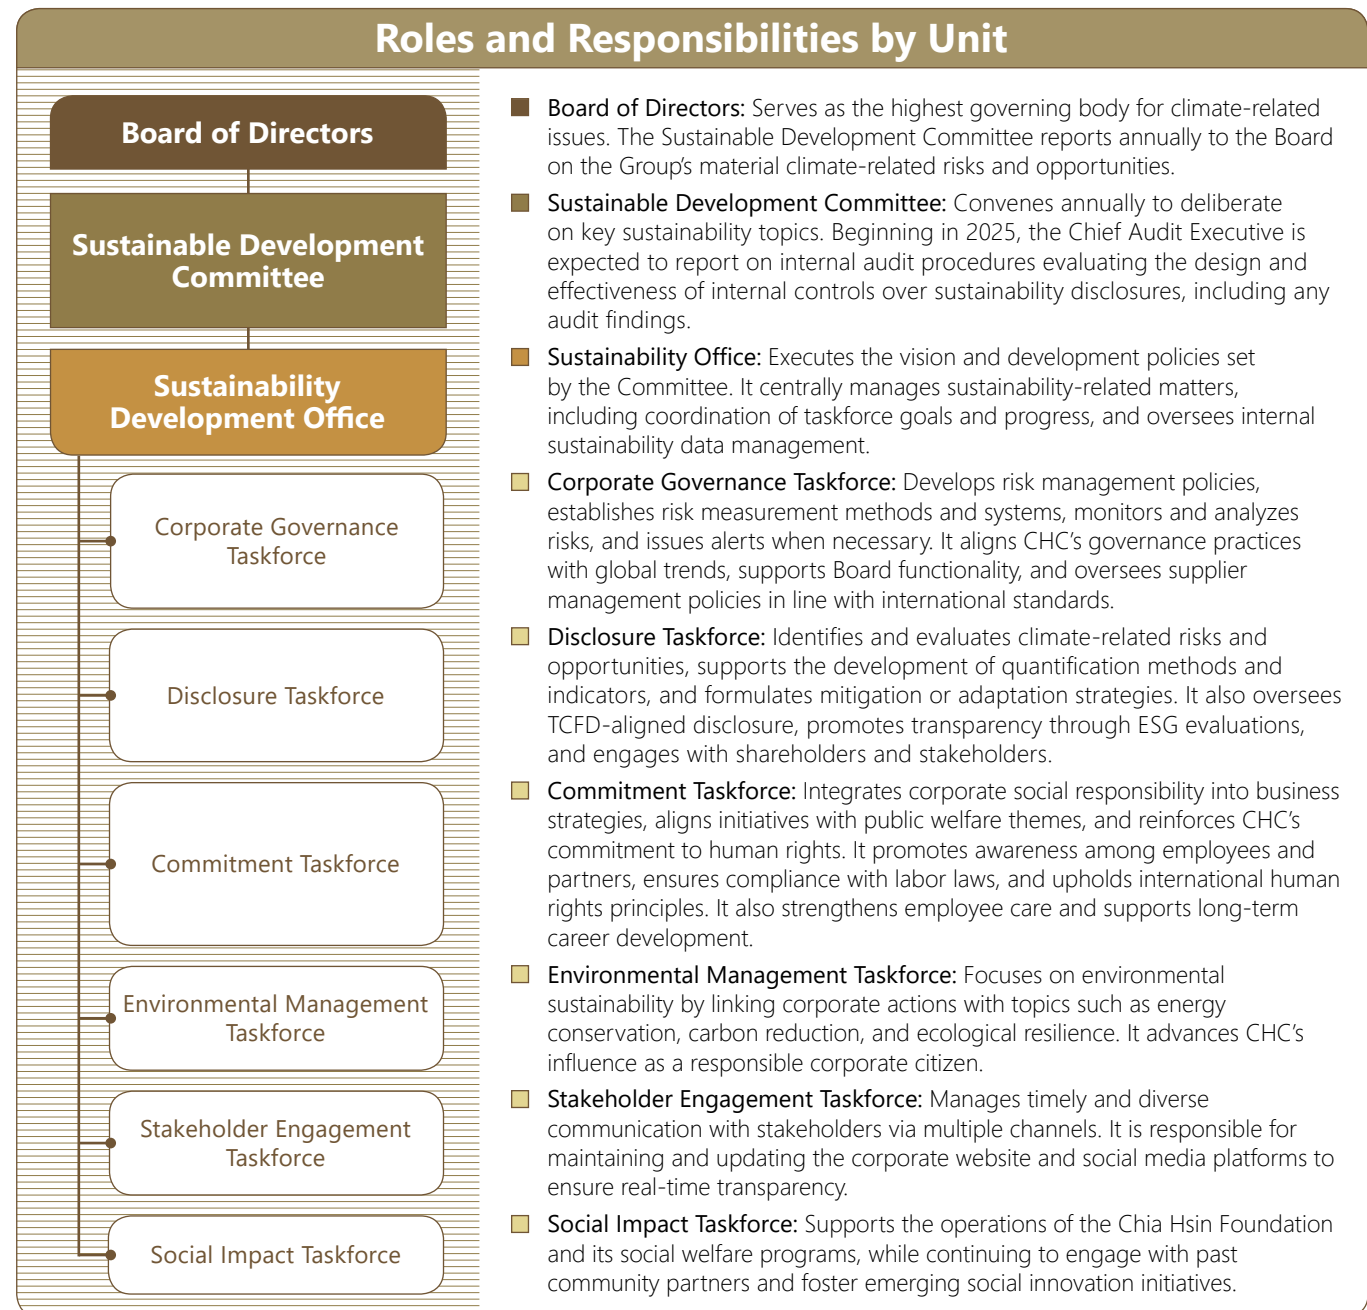 Roles and Responsibilities by Unit
Board of Directors
Sustainable Development
Committee
Sustainability
Development Office
Corporate Governance
Taskforce
Disclosure Taskforce
Commitment Taskforce
Environmental Management
Taskforce
Stakeholder Engagement
Taskforce
Social Impact Taskforce
Board of Directors: Serves as the highest governing body for climate-related
issues. The Sustainable Development Committee reports annually to the Board
on the Group's material climate-related risks and opportunities.
Sustainable Development Committee: Convenes annually to deliberate
on key sustainability topics. Beginning in 2025, the Chief Audit Executive is
expected to report on internal audit procedures evaluating the design and
effectiveness of internal controls over sustainability disclosures, including any
audit findings.
Sustainability Office: Executes the vision and development policies set
by the Committee. It centrally manages sustainability-related matters,
including coordination of taskforce goals and progress, and oversees internal
sustainability data management.
Corporate Governance Taskforce: Develops risk management policies,
establishes risk measurement methods and systems, monitors and analyzes
risks, and issues alerts when necessary. It aligns CHC's governance practices
with global trends, supports Board functionality, and oversees supplier
management policies in line with international standards.
Disclosure Taskforce: Identifies and evaluates climate-related risks and
opportunities, supports the development of quantification methods and
indicators, and formulates mitigation or adaptation strategies. It also oversees
TCFD-aligned disclosure, promotes transparency through ESG evaluations,
and engages with shareholders and stakeholders.
Commitment Taskforce: Integrates corporate social responsibility into business
strategies, aligns initiatives with public welfare themes, and reinforces CHC's
commitment to human rights. It promotes awareness among employees and
partners, ensures compliance with labor laws, and upholds international human
rights principles. It also strengthens employee care and supports long-term
career development.
Environmental Management Taskforce: Focuses on environmental
sustainability by linking corporate actions with topics such as energy
conservation, carbon reduction, and ecological resilience. It advances CHC's
influence as a responsible corporate citizen.
Stakeholder Engagement Taskforce: Manages timely and diverse
communication with stakeholders via multiple channels. It is responsible for
maintaining and updating the corporate website and social media platforms to
ensure real-time transparency.
Social Impact Taskforce: Supports the operations of the Chia Hsin Foundation
and its social welfare programs, while continuing to engage with past
community partners and foster emerging social innovation initiatives.